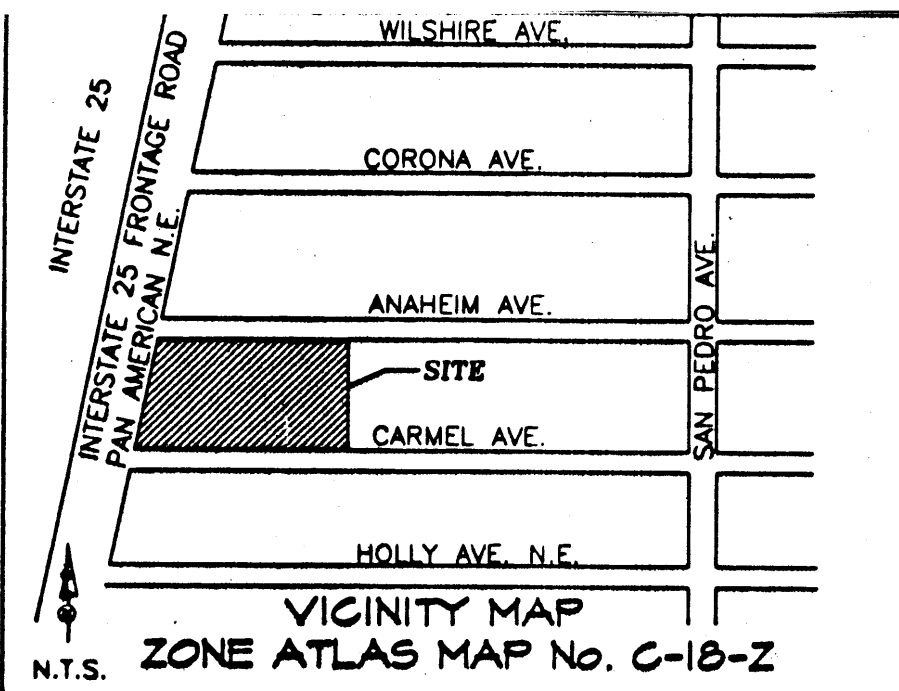 WILSHIRE AVE.
INTERSTATE 25
INTERSTATE 25 FRONTAGE ROAD
PAN AMERICAN N.E.
CORONA AVE.
ANAHEIM AVE.
SAN PEDRO AVE.
SITE
CARMEL AVE.
HOLLY AVE. N.E.
VICINITY MAP
N.T.S.
ZONE ATLAS MAP No. C-18-Z